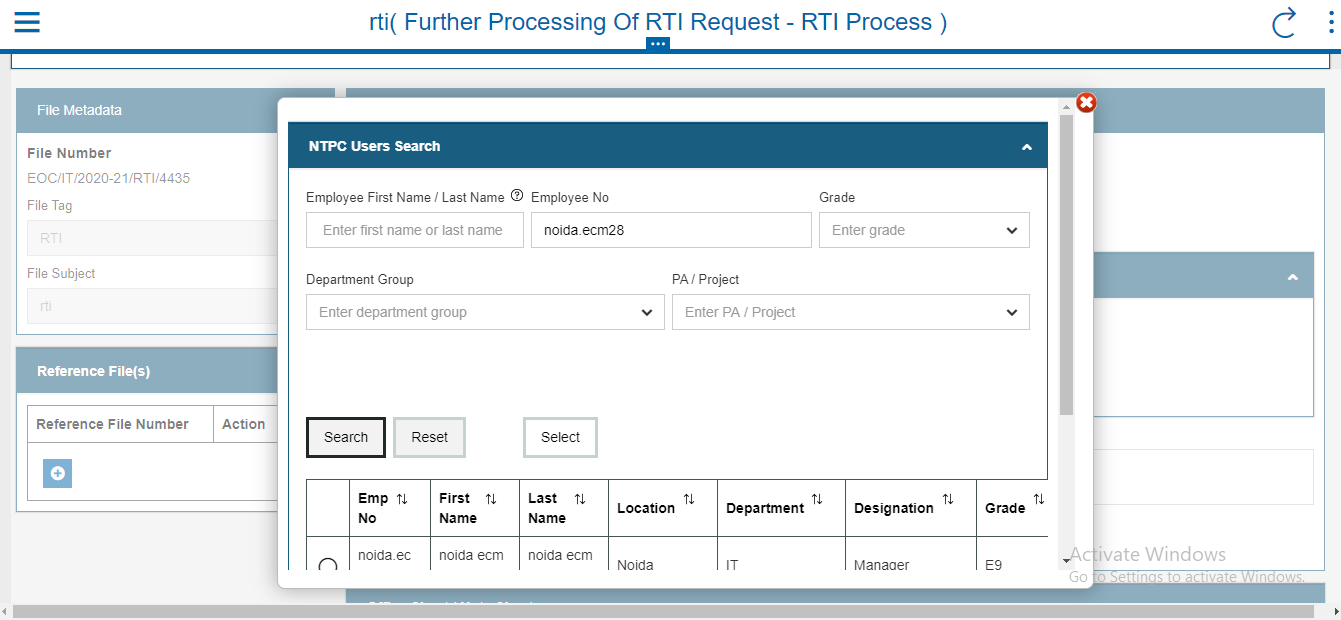 rti( Further Processing Of RTI Request - RTI Process )
File Metadata
File Number
EOC/IT/2020-21/RTI/4435
File Tag
RTI
File Subject
rti
Reference File(s)
Reference File Number Action
NTPC Users Search
Employee First Name / Last Name Employee No Grade
Enter first name or last name noida.ecm28 Enter grade
Department Group PA / Project
Enter department group Enter PA / Project
Search Reset Select
Emp No First Name Last Name Location Department Designation Grade
noida.ec noida ecm noida ecm Noida IT Manager E9
Activate Windows
Go to Settings to activate Windows.